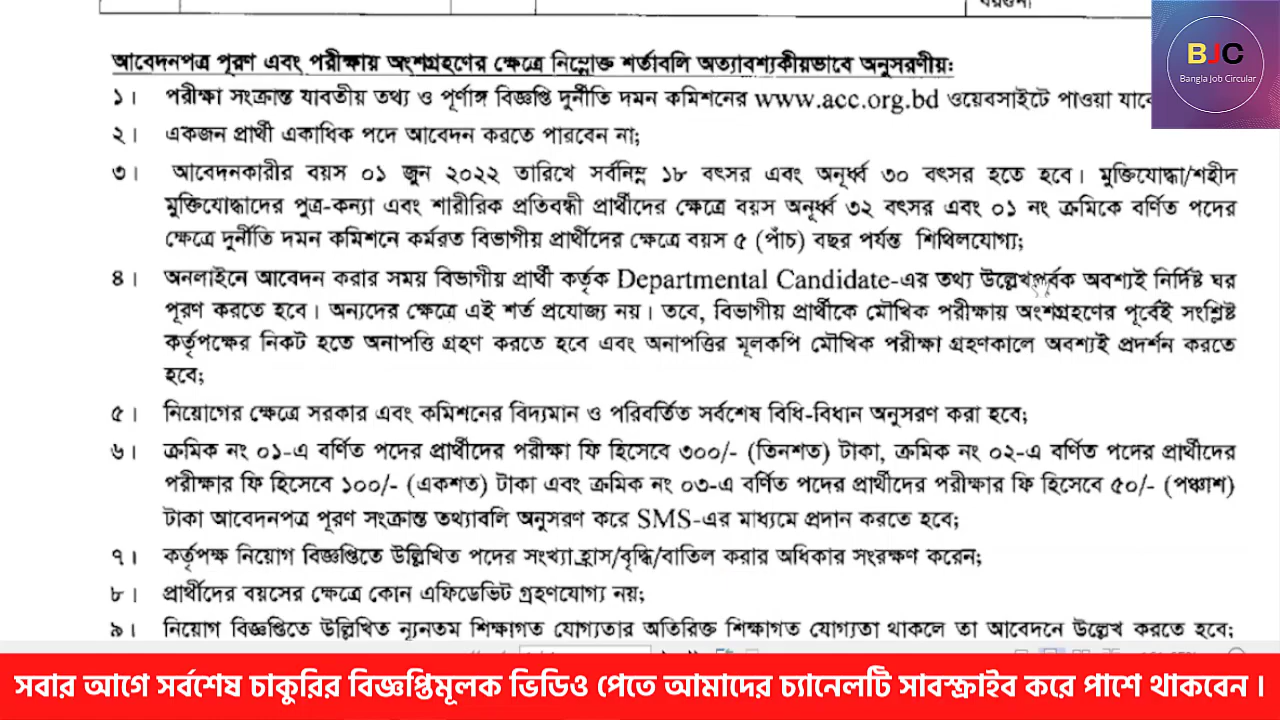 আবেদনপত্র পূরণ এবং পরীক্ষায় অংশগ্রহণের ক্ষেত্রে নিম্নোক্ত শর্তাবলি অত্যাবশ্যকীয়ভাবে অনুসরণীয়ঃ
BJC
Bangla Job Circular
১। পরীক্ষা সংক্রান্ত যাবতীয় তথ্য ও পূর্ণাঙ্গ বিজ্ঞপ্তি দুর্নীতি দমন কমিশনের www.acc.org.bd ওয়েবসাইটে পাওয়া
২। একজন প্রার্থী একাধিক পদে আবেদন করতে পারবেন না;
৩। আবেদনকারীর বয়স ০১ জুন ২০২২ তারিখে সর্বনিম্ন ১৮ বৎসর এবং অনূর্ধ্ব ৩০ বৎসর হতে হবে। মুক্তিযোদ্ধা/শহীদ
মুক্তিযোদ্ধাদের পুত্র-কন্যা এবং শারীরিক প্রতিবন্ধী প্রার্থীদের ক্ষেত্রে বয়স অনূর্ধ্ব ৩২ বৎসর এবং ০১ নং ক্রমিকে বর্ণিত পদের
ক্ষেত্রে দুর্নীতি দমন কমিশনে কর্মরত বিভাগীয় প্রার্থীদের ক্ষেত্রে বয়স ৫ (পাঁচ) বছর পর্যন্ত শিথিলযোগ্য;
৪। অনলাইনে আবেদন করার সময় বিভাগীয় প্রার্থী কর্তৃক Departmental Candidate-এর তথ্য উল্লেখপূর্বক অবশ্যই নির্দিষ্ট ঘর
পূরণ করতে হবে। অন্যদের ক্ষেত্রে এই শর্ত প্রযোজ্য নয়। তবে, বিভাগীয় প্রার্থীকে মৌখিক পরীক্ষায় অংশগ্রহণের পূর্বেই সংশ্লিষ্ট
কর্তৃপক্ষের নিকট হতে অনাপত্তি গ্রহণ করতে হবে এবং অনাপত্তির মূলকপি মৌখিক পরীক্ষা গ্রহণকালে অবশ্যই প্রদর্শন করতে
হবে;
৫। নিয়োগের ক্ষেত্রে সরকার এবং কমিশনের বিদ্যমান ও পরিবর্তিত সর্বশেষ বিধি-বিধান অনুসরণ করা হবে;
৬। ক্রমিক নং ০১-এ বর্ণিত পদের প্রার্থীদের পরীক্ষা ফি হিসেবে ৩০০/- (তিনশত) টাকা, ক্রমিক নং ০২-এ বর্ণিত পদের প্রার্থীদের
পরীক্ষার ফি হিসেবে ১০০/- (একশত) টাকা এবং ক্রমিক নং ০৩-এ বর্ণিত পদের প্রার্থীদের পরীক্ষার ফি হিসেবে ৫০/- (পঞ্চাশ)
টাকা আবেদনপত্র পূরণ সংক্রান্ত তথ্যাবলি অনুসরণ করে SMS-এর মাধ্যমে প্রদান করতে হবে;
৭। কর্তৃপক্ষ নিয়োগ বিজ্ঞপ্তিতে উল্লিখিত পদের সংখ্যা হ্রাস/বৃদ্ধি/বাতিল করার অধিকার সংরক্ষণ করেন;
৮। প্রার্থীদের বয়সের ক্ষেত্রে কোন এফিডেভিট গ্রহণযোগ্য নয়;
৯। নিয়োগ বিজ্ঞপ্তিতে উল্লিখিত ন্যূনতম শিক্ষাগত যোগ্যতার অতিরিক্ত শিক্ষাগত যোগ্যতা থাকলে তা আবেদনে উল্লেখ করতে হবে;
সবার আগে সর্বশেষ চাকুরির বিজ্ঞপ্তিমূলক ভিডিও পেতে আমাদের চ্যানেলটি সাবস্ক্রাইব করে পাশে থাকবেন ।